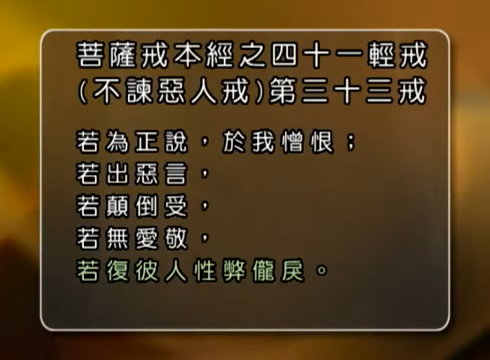 菩薩戒本經之四十一輕戒
(不諫惡人戒)第三十三戒
若為正說，於我憎恨；
若出惡言，
若顛倒受，
若無愛敬，
若復彼人性弊儱戾。